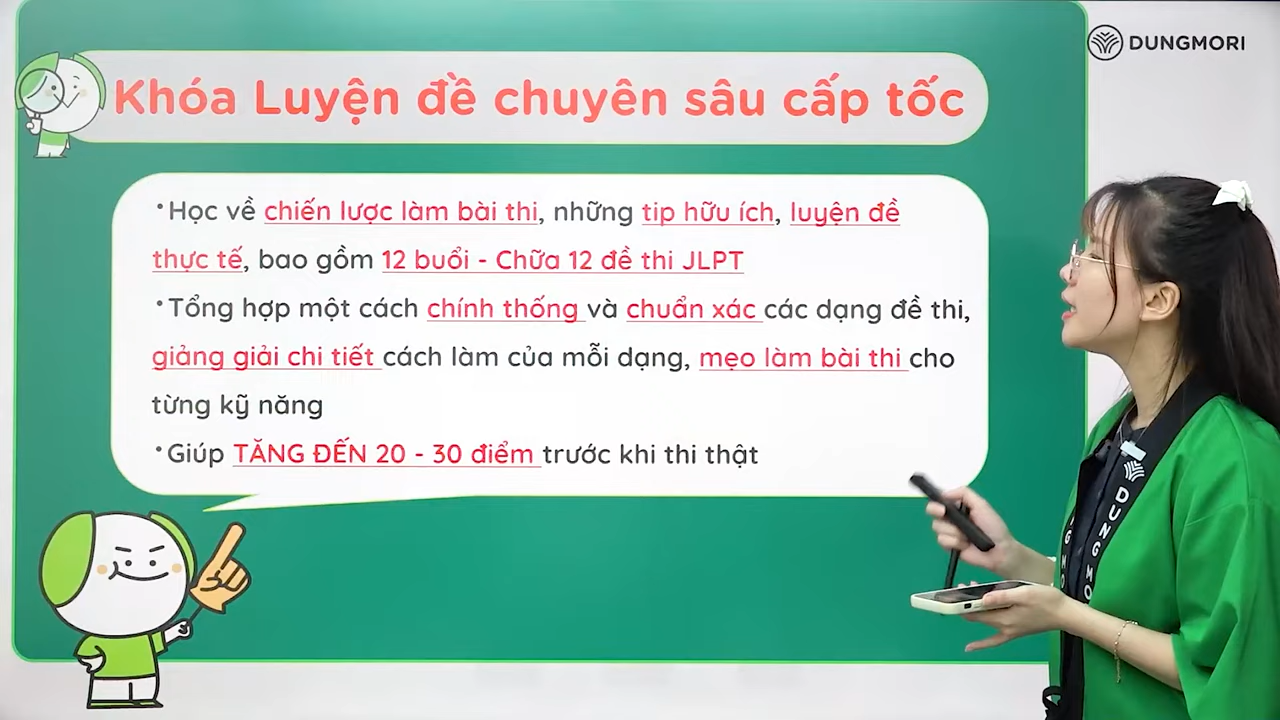 DUNGMORI
Khóa Luyện đề chuyên sâu cấp tốc
•Học về chiến lược làm bài thi, những tip hữu ích, luyện đề
thực tế, bao gồm 12 buổi - Chữa 12 đề thi JLPT
•Tổng hợp một cách chính thống và chuẩn xác các dạng đề thi,
giảng giải chi tiết cách làm của mỗi dạng, mẹo làm bài thi cho
từng kỹ năng
•Giúp TĂNG ĐẾN 20 - 30 điểm trước khi thi thật
DUNG MO